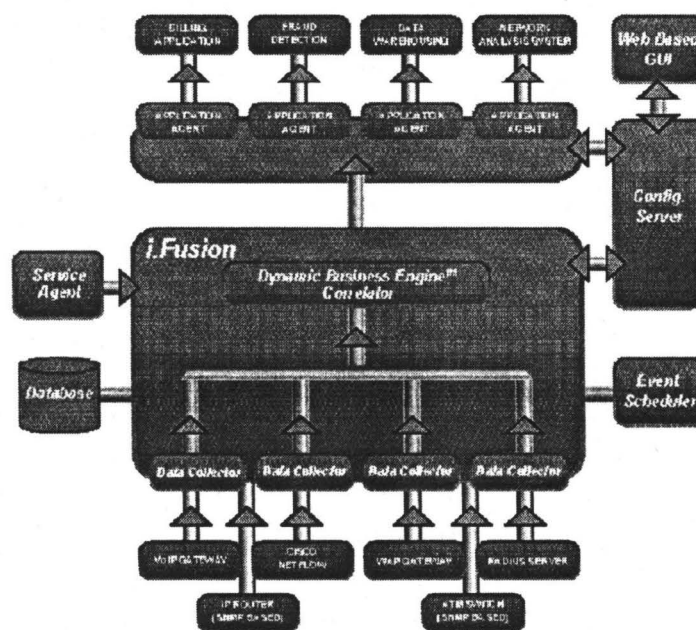 BILLING
APPLICATION
FRAUD
DETECTION
DATA
WAREHOUSING
NETWORK
ANALYSIS SYSTEM
Web Based
GUI
APPLICATION
AGENT
APPLICATION
AGENT
APPLICATION
AGENT
APPLICATION
AGENT
Config.
Server
i.Fusion
Dynamic Business Engine™
Correlator
Service
Agent
Database
Event
Scheduler
Data Collector
Data Collector
Data Collector
Data Collector
VoIP GATEWAY
CISCO
NETFLOW
WAP GATEWAY
RADIUS SERVER
IP ROUTER
(SNMP BASED)
ATM SWITCH
(SNMP BASED)